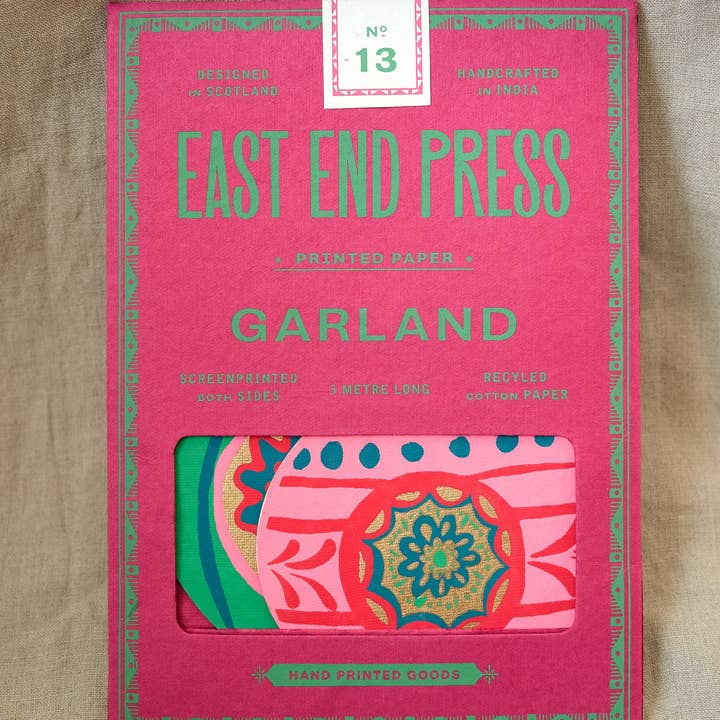 Nº
13
DESIGNED
IN SCOTLAND
HANDCRAFTED
IN INDIA
EAST END PRESS
PRINTED PAPER
GARLAND
SCREENPRINTED
BOTH SIDES
3 METRE LONG
RECYLED
COTTON PAPER
HAND PRINTED GOODS